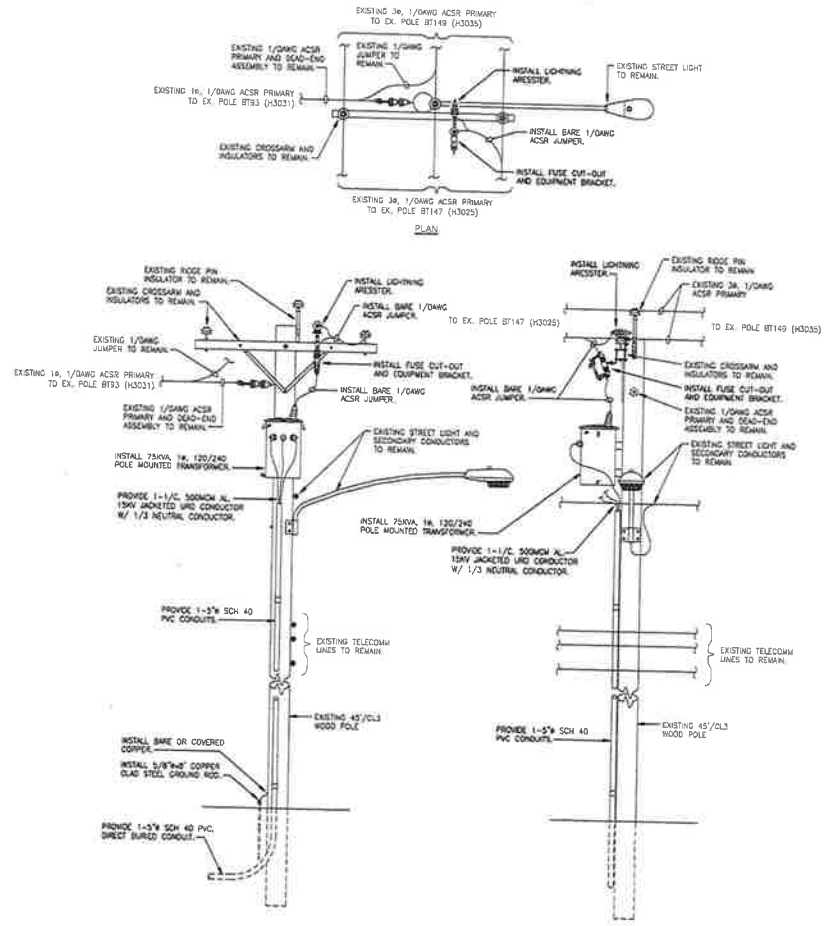 EXISTING 3ø, 1/0AWG ACSR PRIMARY
TO EX. POLE BT149 (H3035)
EXISTING 1/0AWG ACSR
PRIMARY AND DEAD-END
ASSEMBLY TO REMAIN.
EXISTING 1/0AWG
JUMPER TO
REMAIN.
INSTALL LIGHTNING
ARESSTER.
EXISTING STREET LIGHT
TO REMAIN.
EXISTING 1ø, 1/0AWG ACSR PRIMARY
TO EX. POLE BT93 (H3031)
INSTALL BARE 1/0AWG
ACSR JUMPER.
EXISTING CROSSARM AND
INSULATORS TO REMAIN.
INSTALL FUSE CUT-OUT
AND EQUIPMENT BRACKET.
EXISTING 3ø, 1/0AWG ACSR PRIMARY
TO EX. POLE BT147 (H3025)
PLAN
EXISTING RIDGE PIN
INSULATOR TO REMAIN.
EXISTING CROSSARM AND
INSULATORS TO REMAIN.
INSTALL LIGHTNING
ARESSTER.
INSTALL BARE 1/0AWG
ACSR JUMPER.
EXISTING 1/0AWG
JUMPER TO REMAIN.
EXISTING 1ø, 1/0AWG ACSR PRIMARY
TO EX. POLE BT93 (H3031)
INSTALL FUSE CUT-OUT
AND EQUIPMENT BRACKET.
INSTALL BARE 1/0AWG
ACSR JUMPER.
EXISTING 1/0AWG ACSR
PRIMARY AND DEAD-END
ASSEMBLY TO REMAIN.
EXISTING STREET LIGHT AND
SECONDARY CONDUCTORS
TO REMAIN.
INSTALL 75KVA, 1ø, 120/240
POLE MOUNTED TRANSFORMER.
PROVIDE 1-1/C, 500MCM AL,
15KV JACKETED URD CONDUCTOR
W/ 1/3 NEUTRAL CONDUCTOR.
PROVIDE 1-5"ø SCH 40
PVC CONDUITS.
EXISTING TELECOMM
LINES TO REMAIN.
EXISTING 45'/CL3
WOOD POLE
INSTALL BARE OR COVERED
COPPER.
INSTALL 5/8"øx8' COPPER
CLAD STEEL GROUND ROD.
PROVIDE 1-5"ø SCH 40 PVC,
DIRECT BURIED CONDUIT.
INSTALL LIGHTNING
ARESSTER.
EXISTING RIDGE PIN
INSULATOR TO REMAIN
EXISTING 3ø, 1/0AWG
ACSR PRIMARY
TO EX. POLE BT147 (H3025)
TO EX. POLE BT149 (H3035)
EXISTING CROSSARM AND
INSULATORS TO REMAIN.
INSTALL FUSE CUT-OUT
AND EQUIPMENT BRACKET.
INSTALL BARE 1/0AWG
ACSR JUMPER.
EXISTING 1/0AWG ACSR
PRIMARY AND DEAD-END
ASSEMBLY TO REMAIN.
EXISTING STREET LIGHT AND
SECONDARY CONDUCTORS
TO REMAIN
INSTALL 75KVA, 1ø, 120/240
POLE MOUNTED TRANSFORMER.
PROVIDE 1-1/C, 500MCM AL,
15KV JACKETED URD CONDUCTOR
W/ 1/3 NEUTRAL CONDUCTOR.
EXISTING TELECOMM
LINES TO REMAIN.
PROVIDE 1-5"ø SCH 40
PVC CONDUITS.
EXISTING 45'/CL3
WOOD POLE